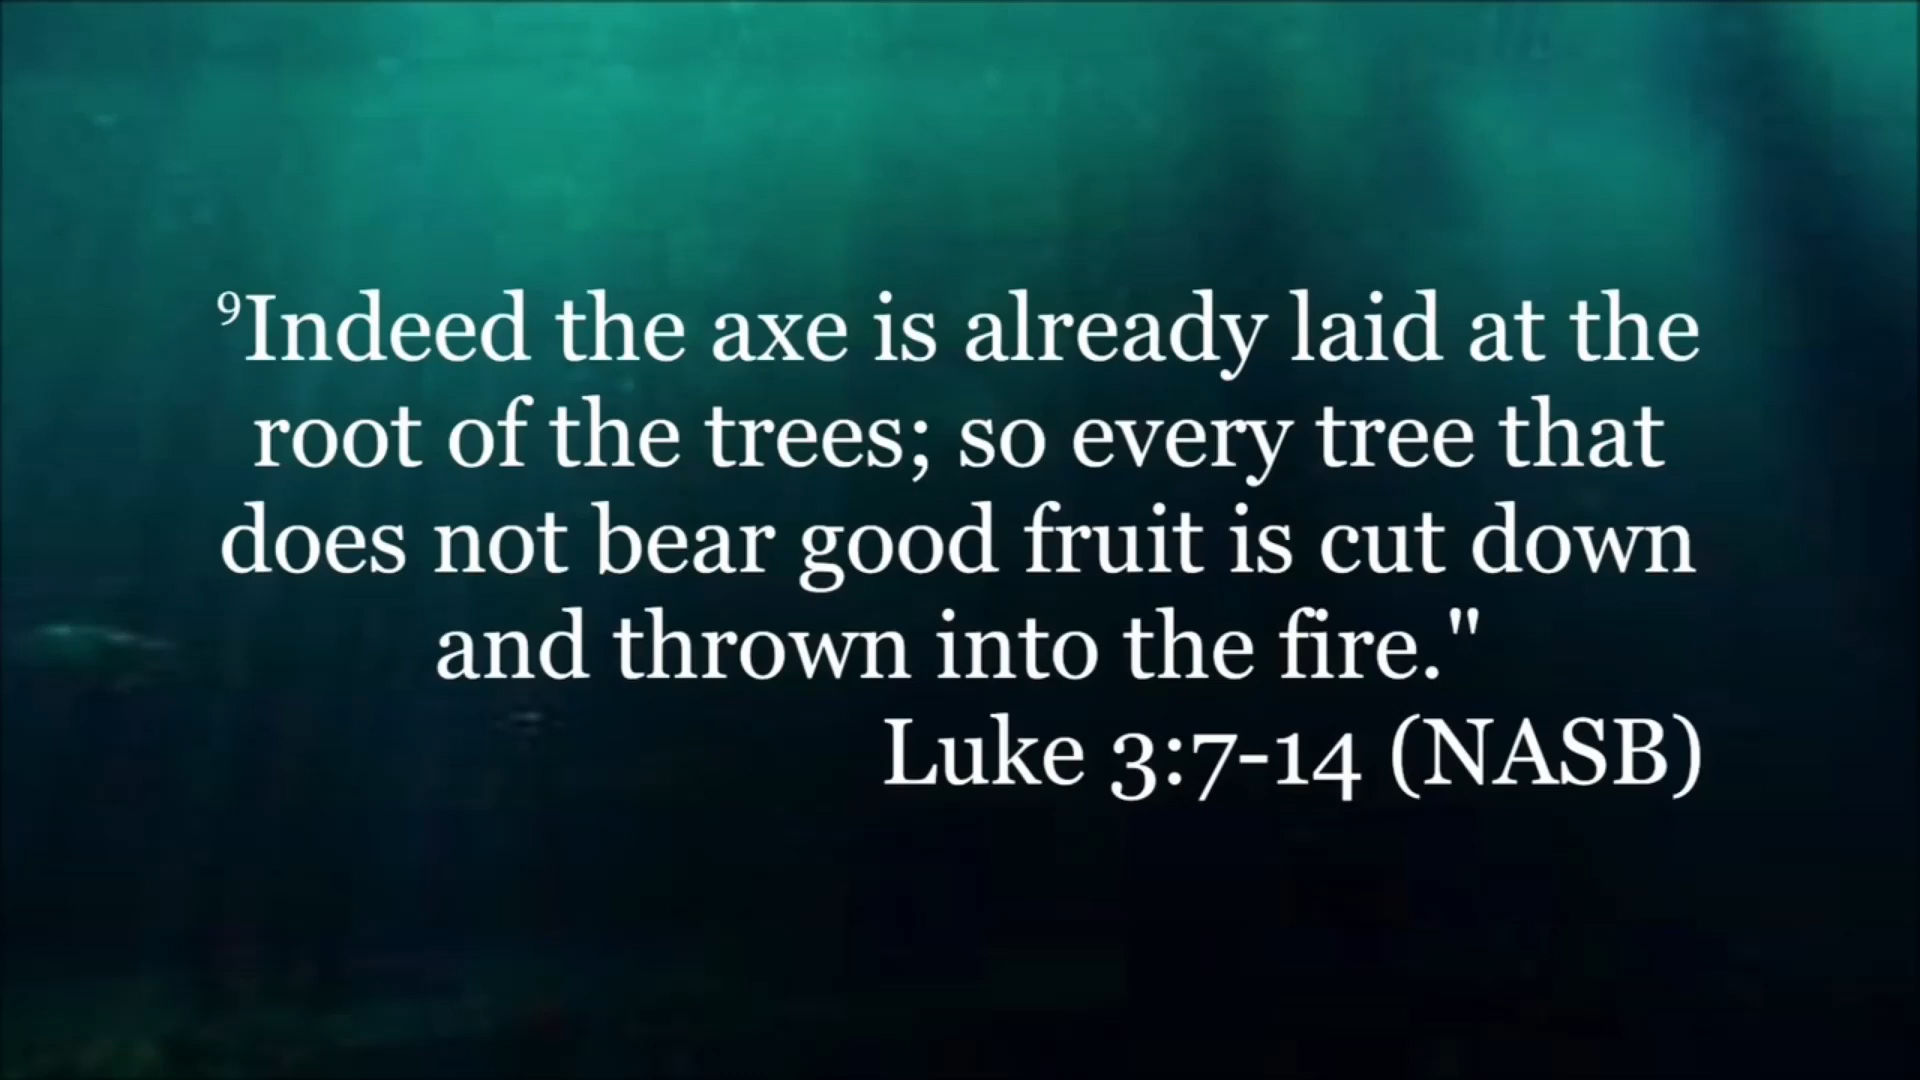 ⁹Indeed the axe is already laid at the
root of the trees; so every tree that
does not bear good fruit is cut down
and thrown into the fire."
Luke 3:7-14 (NASB)